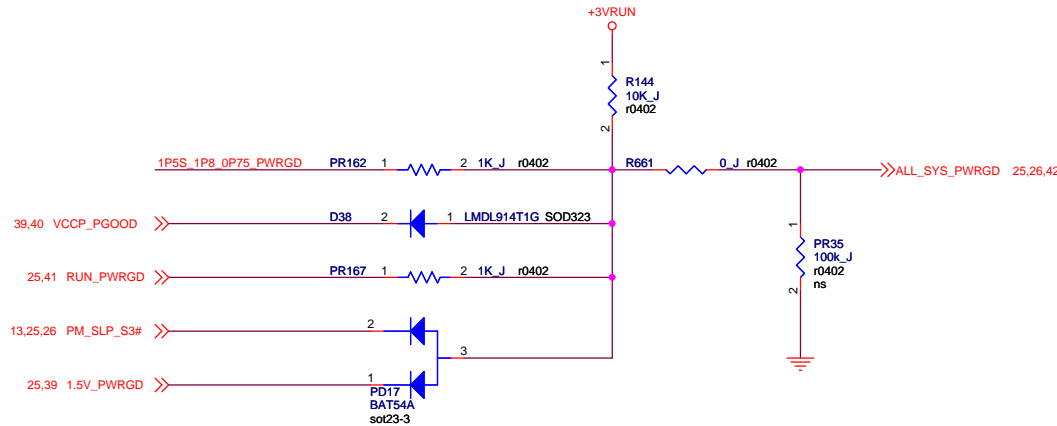 +3VRUN
1
R144
10K_J
r0402
2
1P5S_1P8_0P75_PWRGD PR162 1 2 1K_J r0402 R661 0_J r0402 ALL_SYS_PWRGD 25,26,42
39,40 VCCP_PGOOD D38 2 1 LMDL914T1G SOD323
1
PR35
100k_J
r0402
ns
2
25,41 RUN_PWRGD PR167 1 2 1K_J r0402
13,25,26 PM_SLP_S3# 2
3
25,39 1.5V_PWRGD 1
PD17
BAT54A
sot23-3